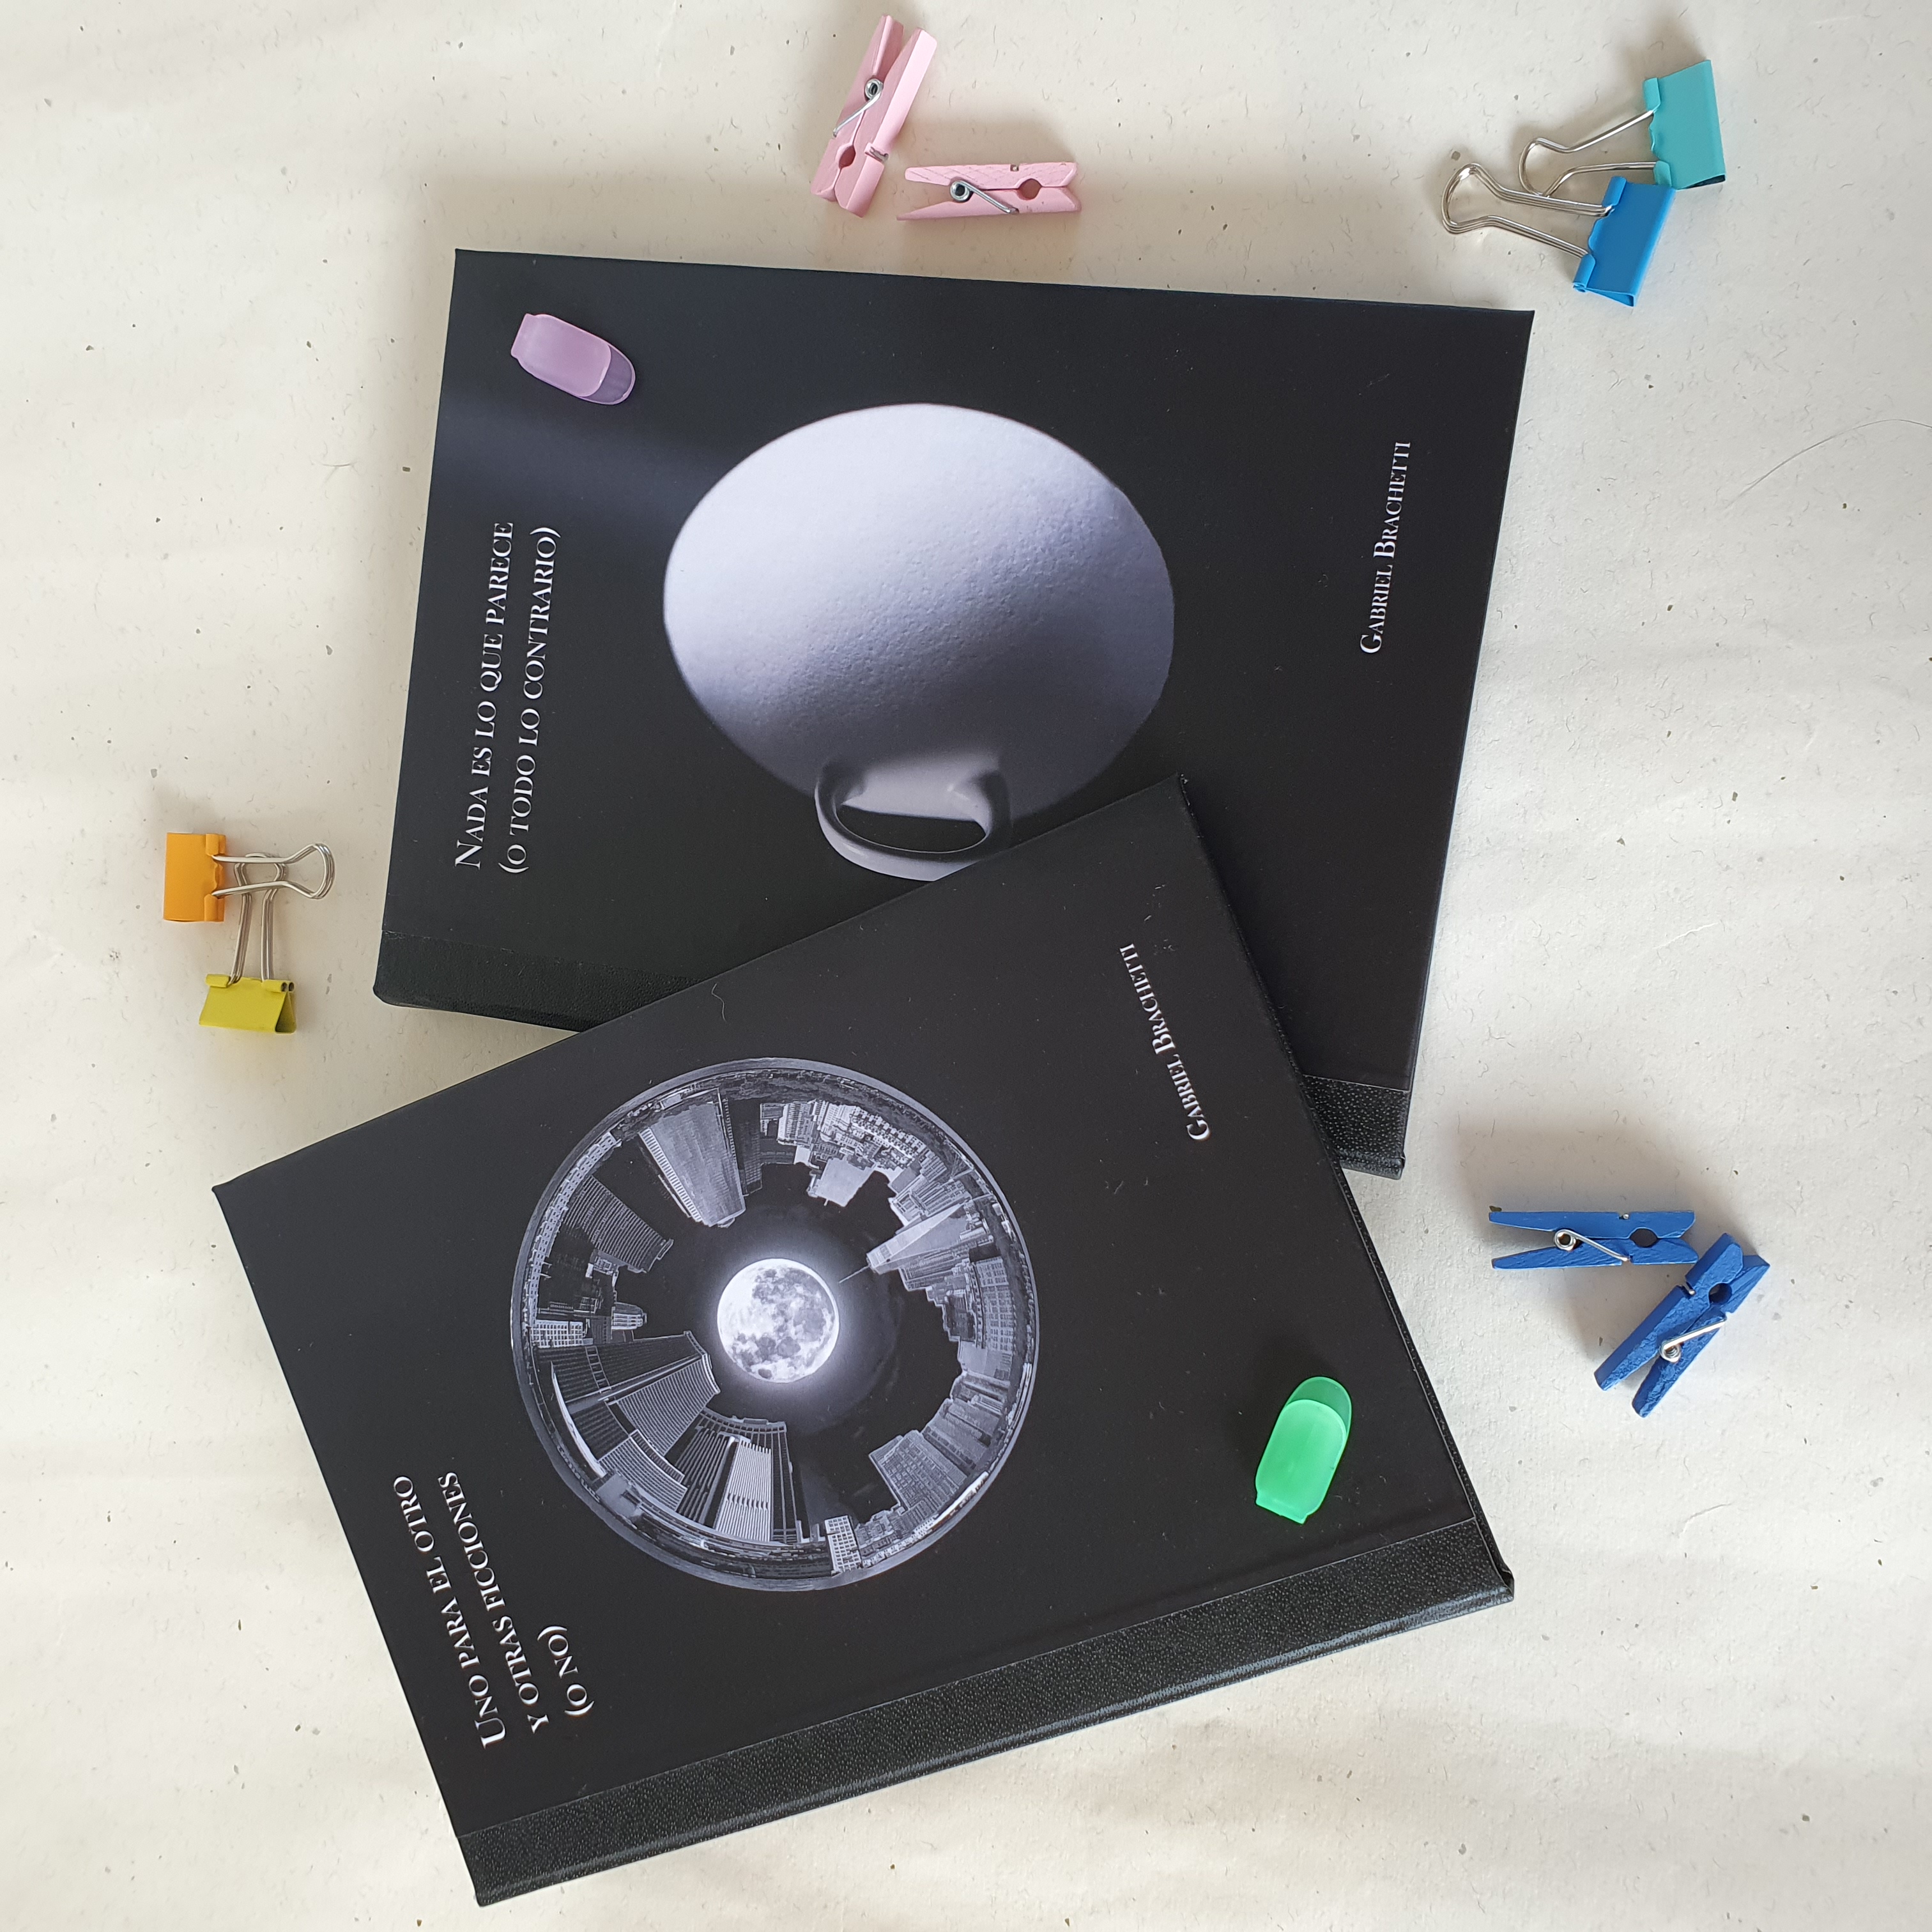 Uno para el otro
y otras ficciones
(o no)
Gabriel Brachetti
Nada es lo que parece
(o todo lo contrario)
Gabriel Brachetti